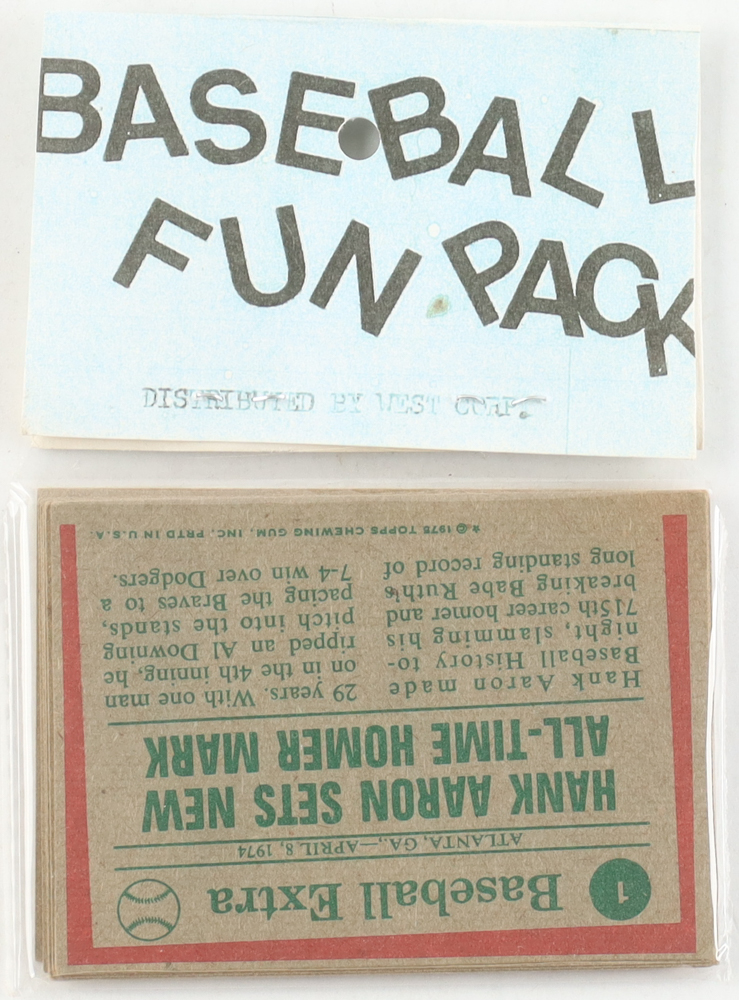 BASEBALL L
FUN PACK
DISTRIBUTED BY WEST CORP.
1
Baseball Extra
ATLANTA, GA.,—APRIL 8, 1974
HANK AARON SETS NEW
ALL-TIME HOMER MARK
Hank Aaron made
Baseball History to-
night, slamming his
715th career homer and
breaking Babe Ruth's
long standing record of
29 years. With one man
on in the 4th inning, he
ripped an Al Downing
pitch into the stands,
pacing the Braves to a
7-4 win over Dodgers.
★ © 1975 TOPPS CHEWING GUM, INC. PRTD IN U.S.A.